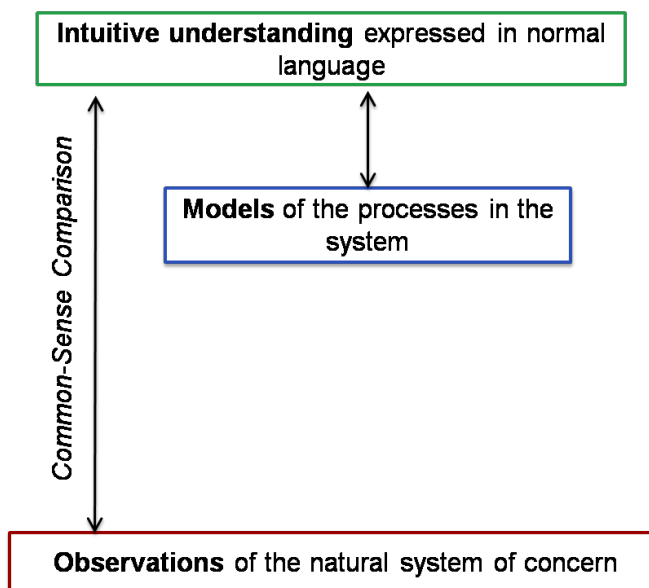 Intuitive understanding expressed in normal
language
Common-Sense Comparison
Models of the processes in the
system
Observations of the natural system of concern